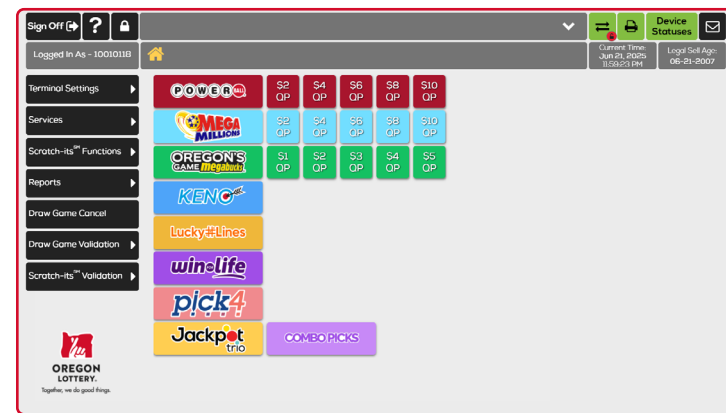 Sign Off ?
Device
Statuses
Logged In As - 10010118
Current Time:
Jun 21, 2025
11:59:23 PM
Legal Sell Age:
06-21-2007
Terminal Settings
Services
Scratch-its℠ Functions
Reports
Draw Game Cancel
Draw Game Validation
Scratch-its℠ Validation
POWERBALL
$2 QP
$4 QP
$6 QP
$8 QP
$10 QP
MEGA
MILLIONS
$2 QP
$4 QP
$6 QP
$8 QP
$10 QP
OREGON'S
GAME megabucks
$1 QP
$2 QP
$3 QP
$4 QP
$5 QP
KENO
Lucky#Lines
win for life
pick 4
Jackpot
trio
COMBO PICKS
OREGON
LOTTERY.
Together, we do good things.